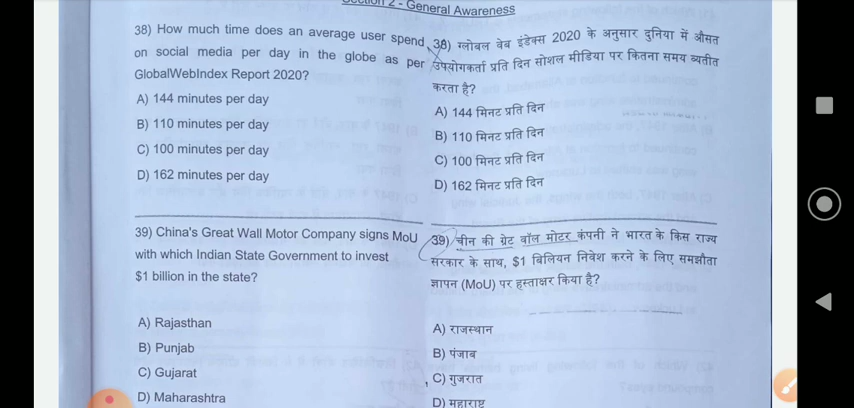 Section 2 - General Awareness
38) How much time does an average user spend
on social media per day in the globe as per
GlobalWebIndex Report 2020?
A) 144 minutes per day
B) 110 minutes per day
C) 100 minutes per day
D) 162 minutes per day
38) ग्लोबल वेब इंडेक्स 2020 के अनुसार दुनिया में औसत
उपयोगकर्ता प्रति दिन सोशल मीडिया पर कितना समय व्यतीत
करता है?
A) 144 मिनट प्रति दिन
B) 110 मिनट प्रति दिन
C) 100 मिनट प्रति दिन
D) 162 मिनट प्रति दिन
39) China's Great Wall Motor Company signs MoU
with which Indian State Government to invest
$1 billion in the state?
A) Rajasthan
B) Punjab
C) Gujarat
D) Maharashtra
39) चीन की ग्रेट वॉल मोटर कंपनी ने भारत के किस राज्य
सरकार के साथ, $1 बिलियन निवेश करने के लिए समझौता
ज्ञापन (MoU) पर हस्ताक्षर किया है?
A) राजस्थान
B) पंजाब
C) गुजरात
D) महाराष्ट्र